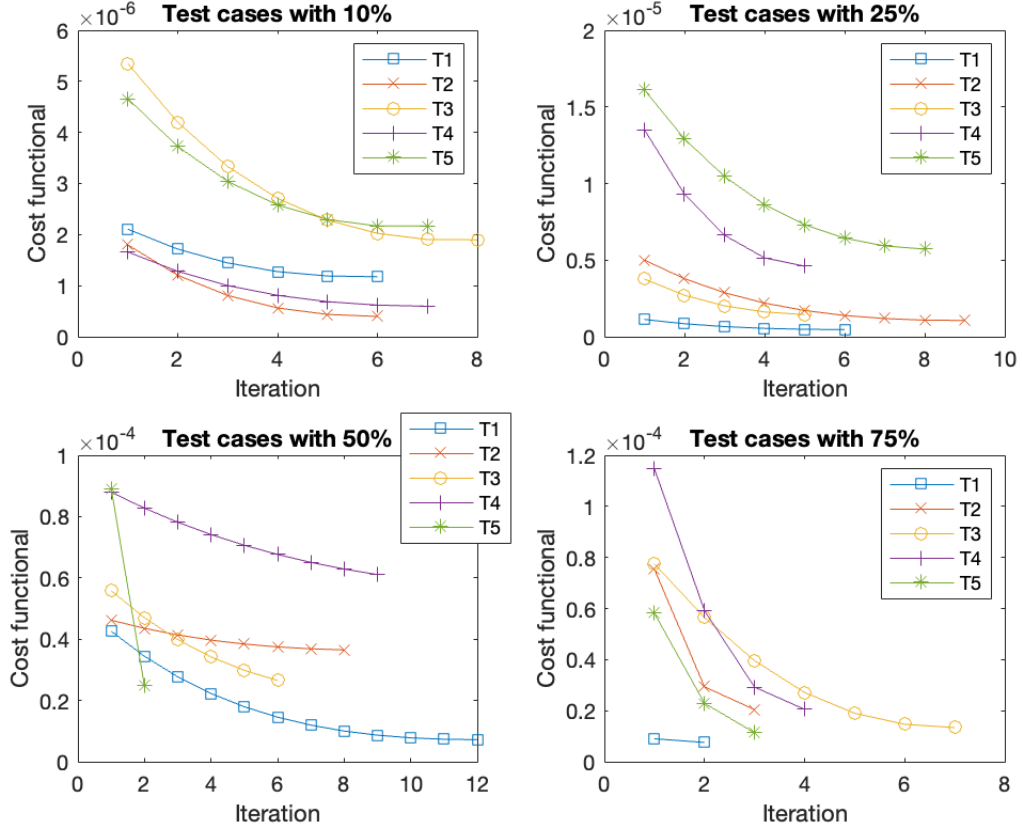 ×10⁻⁶
Test cases with 10%
6
5
4
3
2
1
0
Cost functional
T1
T2
T3
T4
T5
0 2 4 6 8
Iteration
×10⁻⁵
Test cases with 25%
2
1.5
1
0.5
0
Cost functional
T1
T2
T3
T4
T5
0 2 4 6 8 10
Iteration
×10⁻⁴
Test cases with 50%
1
0.8
0.6
0.4
0.2
0
Cost functional
T1
T2
T3
T4
T5
0 2 4 6 8 10 12
Iteration
×10⁻⁴
Test cases with 75%
1.2
1
0.8
0.6
0.4
0.2
0
Cost functional
T1
T2
T3
T4
T5
0 2 4 6 8
Iteration